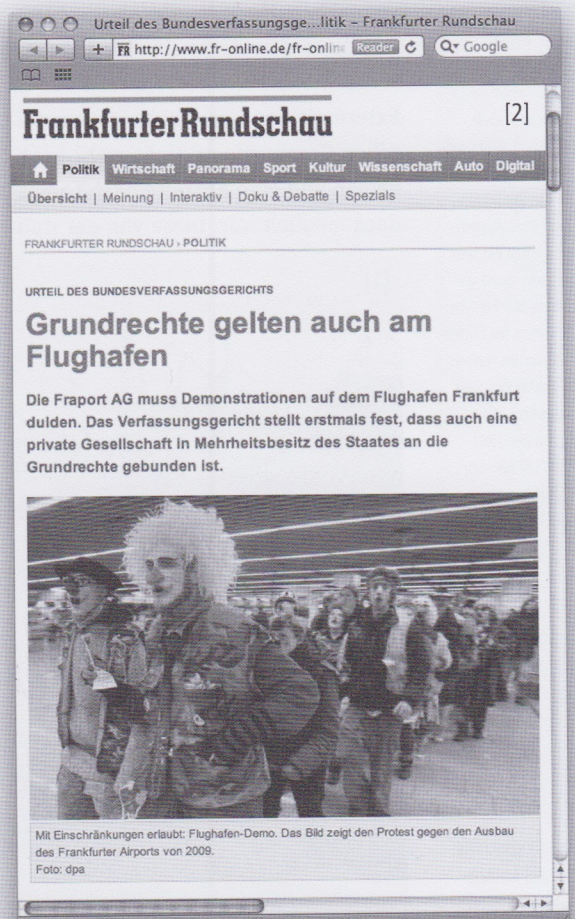 Urteil des Bundesverfassungsge...litik – Frankfurter Rundschau
FR http://www.fr-online.de/fr-online Reader Google
FrankfurterRundschau
[2]
Politik Wirtschaft Panorama Sport Kultur Wissenschaft Auto Digital
Übersicht | Meinung | Interaktiv | Doku & Debatte | Spezials
FRANKFURTER RUNDSCHAU › POLITIK
URTEIL DES BUNDESVERFASSUNGSGERICHTS
Grundrechte gelten auch am
Flughafen
Die Fraport AG muss Demonstrationen auf dem Flughafen Frankfurt
dulden. Das Verfassungsgericht stellt erstmals fest, dass auch eine
private Gesellschaft in Mehrheitsbesitz des Staates an die
Grundrechte gebunden ist.
Mit Einschränkungen erlaubt: Flughafen-Demo. Das Bild zeigt den Protest gegen den Ausbau
des Frankfurter Airports von 2009.
Foto: dpa